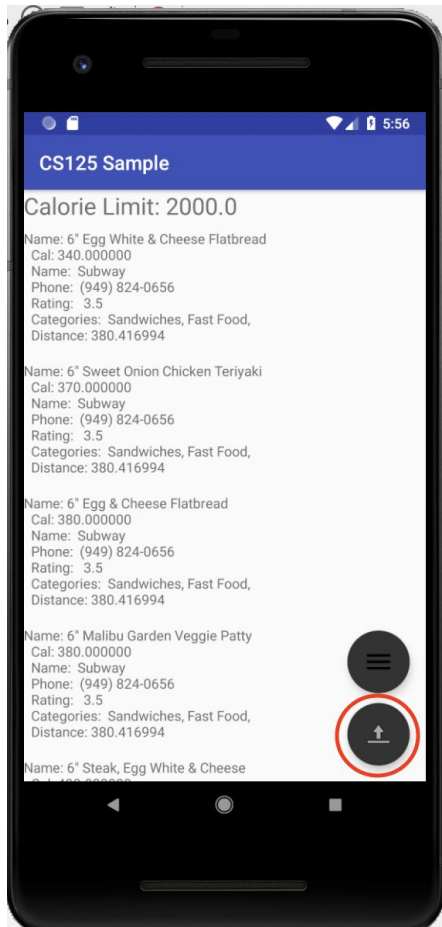 5:56
CS125 Sample
Calorie Limit: 2000.0
Name: 6" Egg White & Cheese Flatbread
Cal: 340.000000
Name: Subway
Phone: (949) 824-0656
Rating: 3.5
Categories: Sandwiches, Fast Food,
Distance: 380.416994
Name: 6" Sweet Onion Chicken Teriyaki
Cal: 370.000000
Name: Subway
Phone: (949) 824-0656
Rating: 3.5
Categories: Sandwiches, Fast Food,
Distance: 380.416994
Name: 6" Egg & Cheese Flatbread
Cal: 380.000000
Name: Subway
Phone: (949) 824-0656
Rating: 3.5
Categories: Sandwiches, Fast Food,
Distance: 380.416994
Name: 6" Malibu Garden Veggie Patty
Cal: 380.000000
Name: Subway
Phone: (949) 824-0656
Rating: 3.5
Categories: Sandwiches, Fast Food,
Distance: 380.416994
Name: 6" Steak, Egg White & Cheese